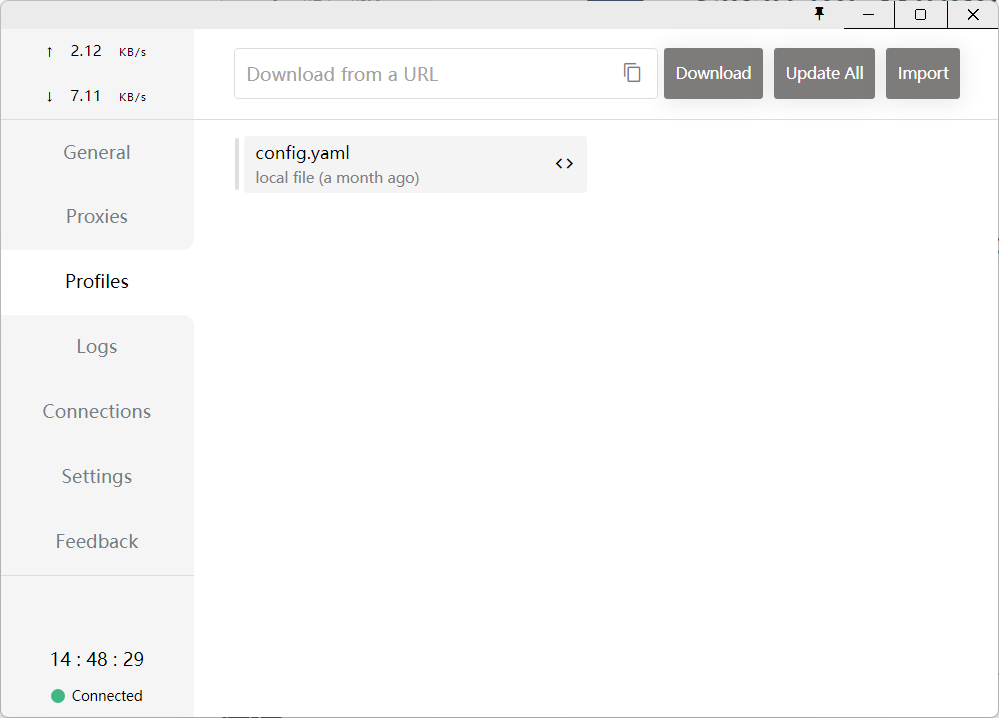 ↑ 2.12 KB/s
↓ 7.11 KB/s
General
Proxies
Profiles
Logs
Connections
Settings
Feedback
14 : 48 : 29
Connected
Download from a URL
Download
Update All
Import
config.yaml
local file (a month ago)